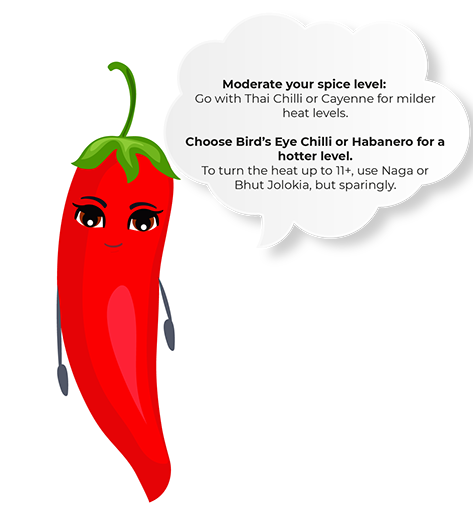 Moderate your spice level:
Go with Thai Chilli or Cayenne for milder
heat levels.
Choose Bird’s Eye Chilli or Habanero for a
hotter level.
To turn the heat up to 11+, use Naga or
Bhut Jolokia, but sparingly.